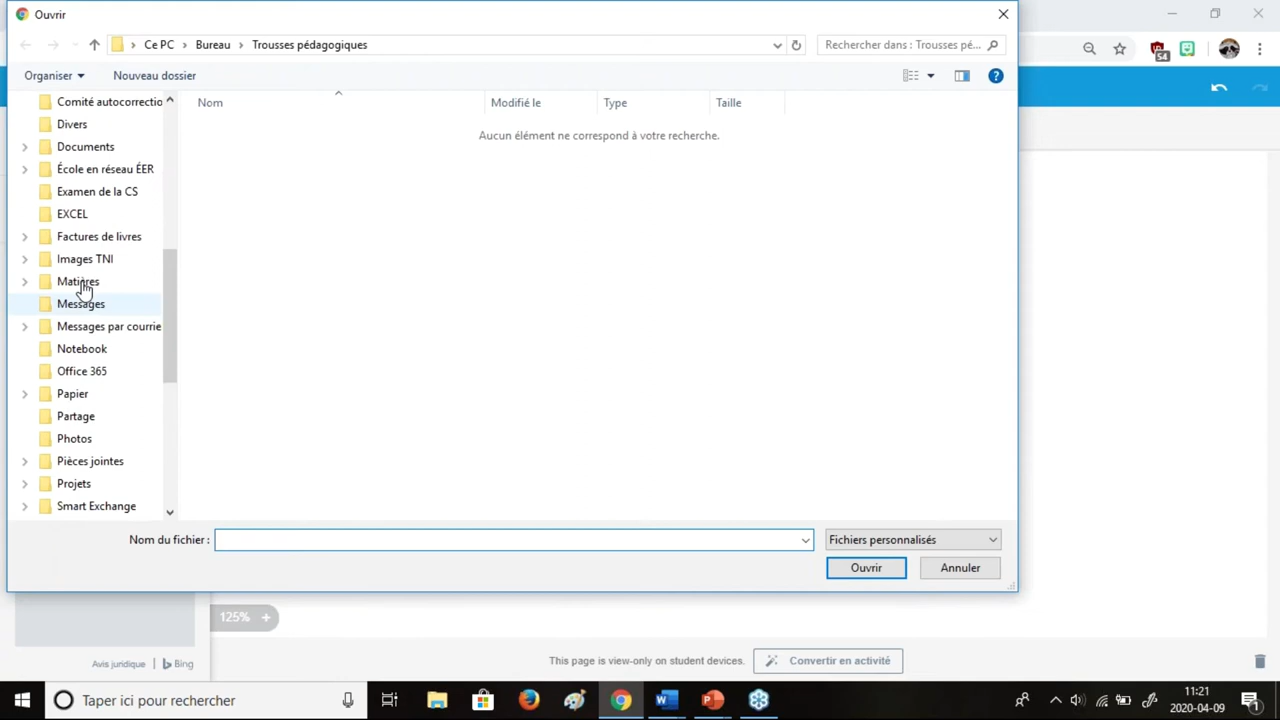 Ouvrir
Ce PC > Bureau > Trousses pédagogiques
Rechercher dans : Trousses pé...
54
Organiser
Nouveau dossier
Nom
Modifié le
Type
Taille
Aucun élément ne correspond à votre recherche.
Comité autocorrectio
Divers
Documents
École en réseau ÉER
Examen de la CS
EXCEL
Factures de livres
Images TNI
Matières
Messages
Messages par courrie
Notebook
Office 365
Papier
Partage
Photos
Pièces jointes
Projets
Smart Exchange
Nom du fichier :
Fichiers personnalisés
Ouvrir
Annuler
125% +
Avis juridique | Bing
This page is view-only on student devices.
Convertir en activité
Taper ici pour rechercher
11:21
2020-04-09
1